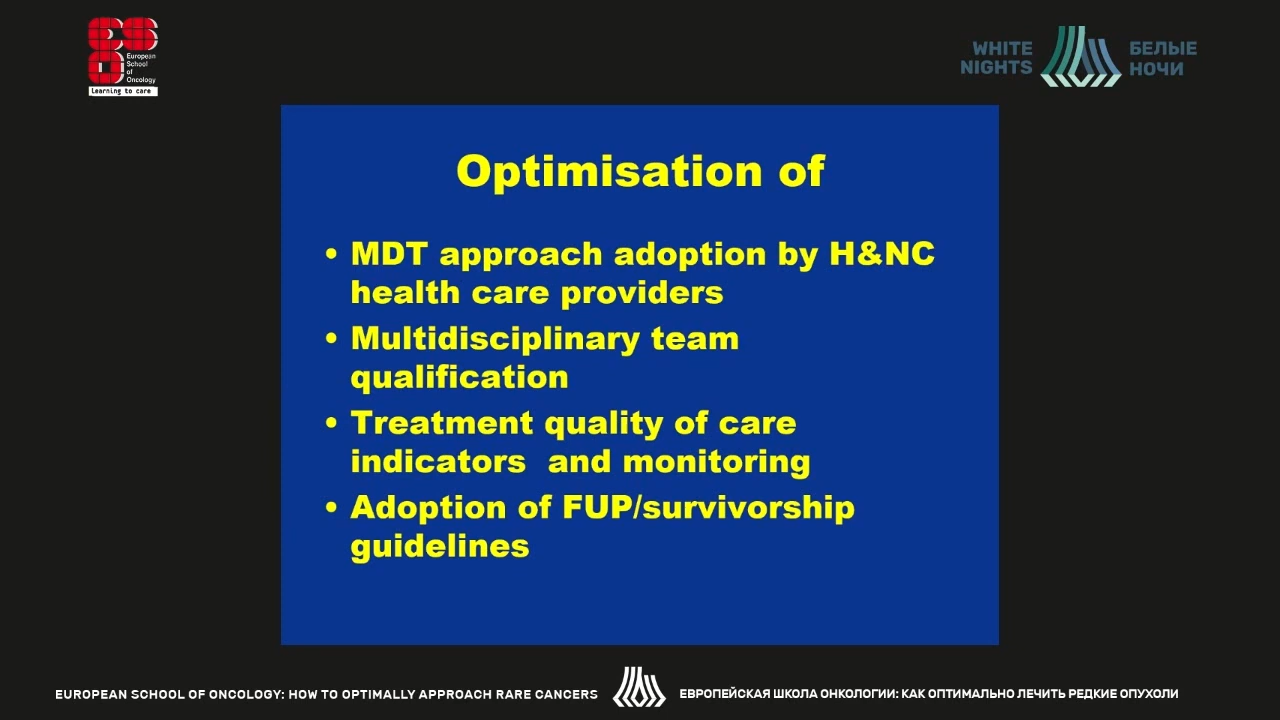 European
School
of
Oncology
Learning to care
WHITE
NIGHTS
БЕЛЫЕ
НОЧИ
Optimisation of
• MDT approach adoption by H&NC
health care providers
• Multidisciplinary team
qualification
• Treatment quality of care
indicators  and monitoring
• Adoption of FUP/survivorship
guidelines
EUROPEAN SCHOOL OF ONCOLOGY: HOW TO OPTIMALLY APPROACH RARE CANCERS
ЕВРОПЕЙСКАЯ ШКОЛА ОНКОЛОГИИ: КАК ОПТИМАЛЬНО ЛЕЧИТЬ РЕДКИЕ ОПУХОЛИ